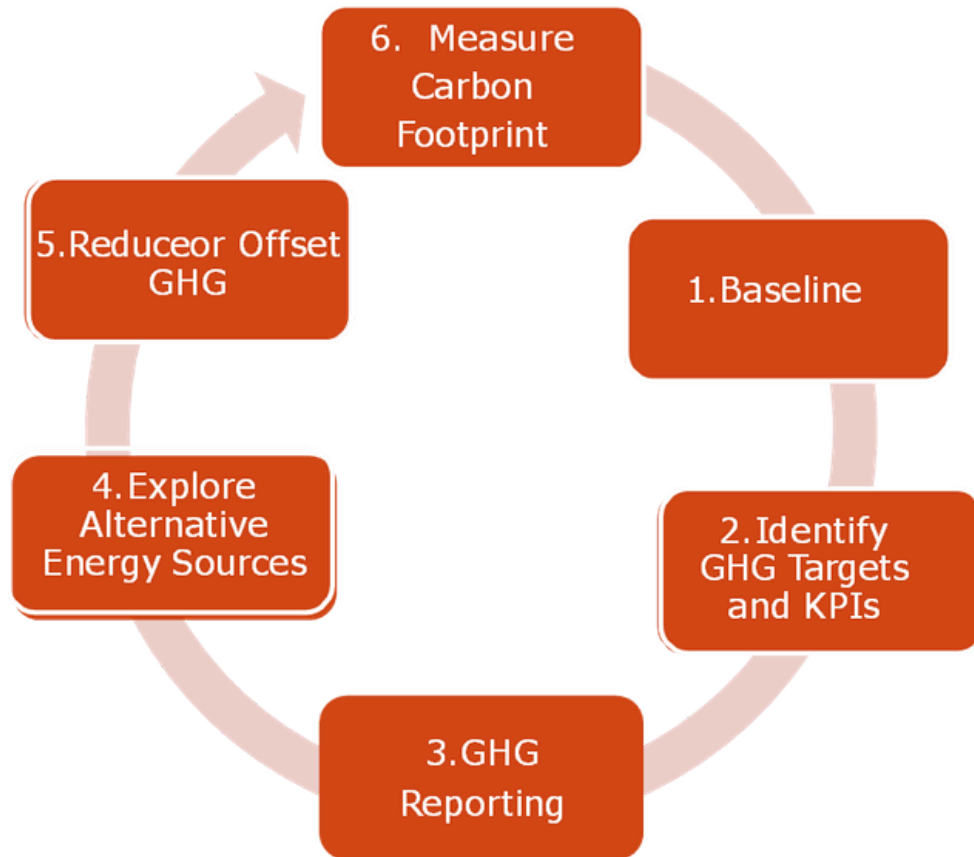 6. Measure
Carbon
Footprint
1.Baseline
2.Identify
GHG Targets
and KPIs
3.GHG
Reporting
4.Explore
Alternative
Energy Sources
5.Reduceor Offset
GHG